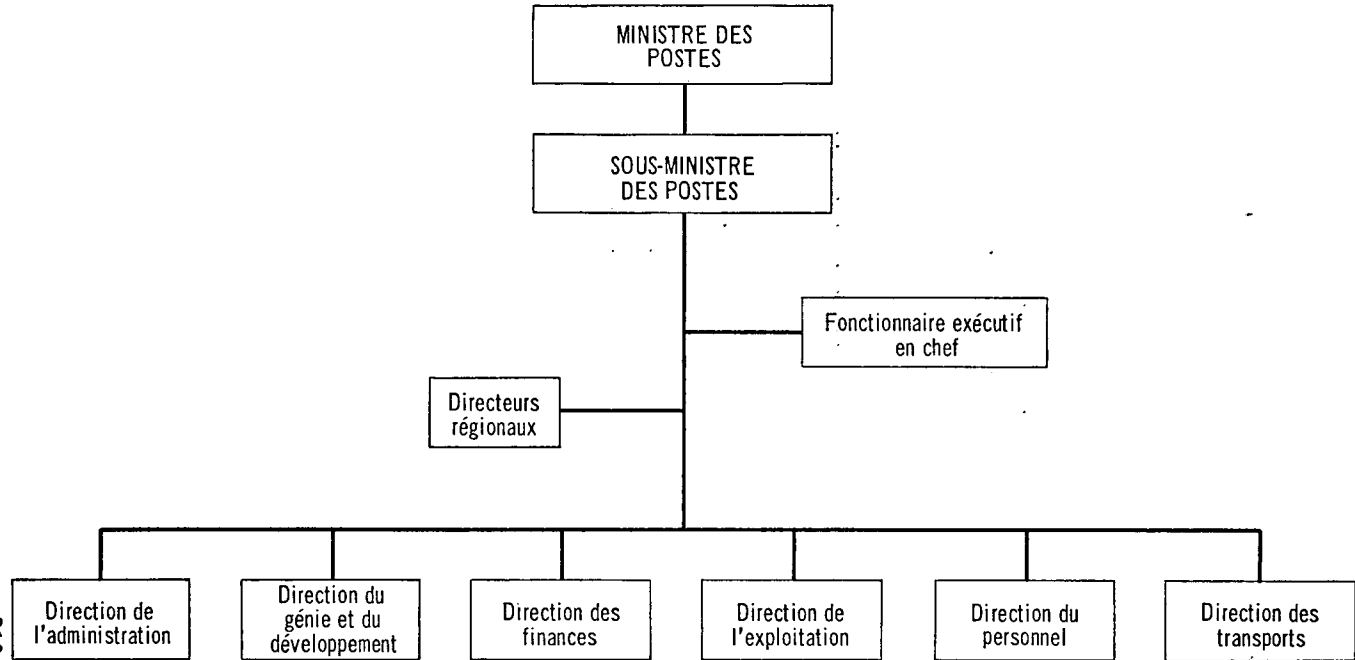 MINISTRE DES
POSTES
SOUS-MINISTRE
DES POSTES
Fonctionnaire exécutif
en chef
Directeurs
régionaux
Direction de
l'administration
Direction du
génie et du
développement
Direction des
finances
Direction de
l'exploitation
Direction du
personnel
Direction des
transports